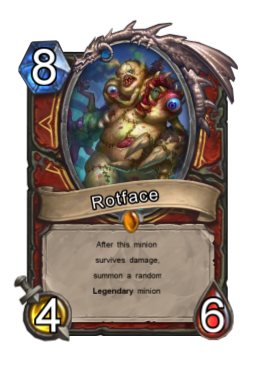 8
Rotface
After this minion
survives damage,
summon a random
Legendary minion
4
6